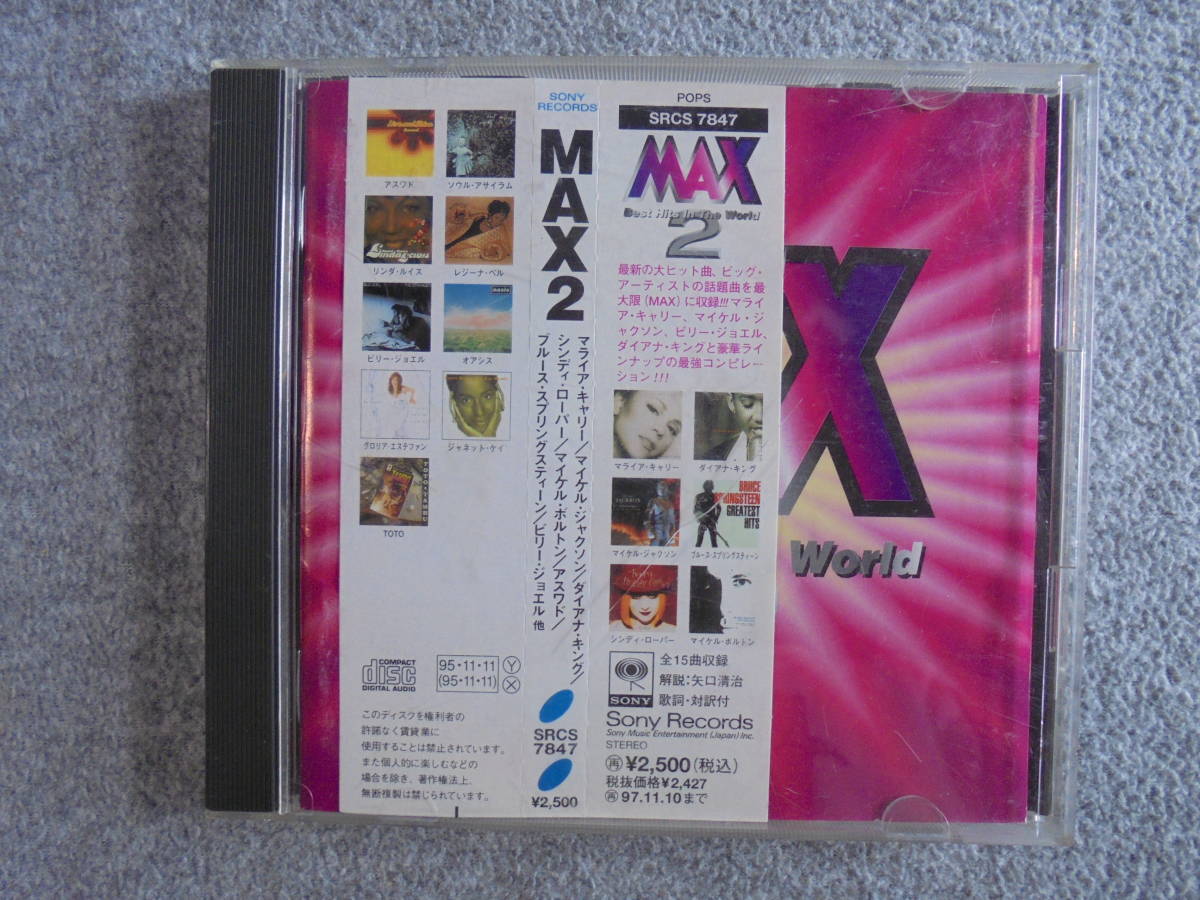 アスワド
ソウル・アサイラム
リンダ・ルイス
レジーナ・ベル
oasis
ビリー・ジョエル
オアシス
グロリア・エステファン
ジャネット・ケイ
TOTO
COMPACT
disc
DIGITAL AUDIO
95・11・11 Ⓨ
(95・11・11) Ⓧ
このディスクを権利者の
許諾なく賃貸業に
使用することは禁止されています。
また個人的に楽しむなどの
場合を除き、著作権法上、
無断複製は禁じられています。
SONY
RECORDS
MAX2
マライア・キャリー/マイケル・ジャクソン/ダイアナ・キング/
シンディ・ローパー/マイケル・ボルトン/アスワド/
ブルース・スプリングスティーン/ビリー・ジョエル 他
SRCS
7847
¥2,500
POPS
SRCS 7847
MAX
Best Hits In The World
2
最新の大ヒット曲、ビッグ・
アーティストの話題曲を最
大限(MAX)に収録!!!マラ
イア・キャリー、マイケル・ジ
ャクソン、ビリー・ジョエル、
ダイアナ・キングと豪華ライ
ンナップの最強コンピレー
ション!!!
マライア・キャリー
ダイアナ・キング
BRUCE
SPRINGSTEEN
GREATEST
HITS
マイケル・ジャクソン
ブルース・スプリングスティーン
シンディ・ローパー
マイケル・ボルトン
SONY
全15曲収録
解説:矢口清治
歌詞・対訳付
Sony Records
Sony Music Entertainment (Japan) Inc.
STEREO
㊢¥2,500(税込)
税抜価格¥2,427
97.11.10まで
X
World